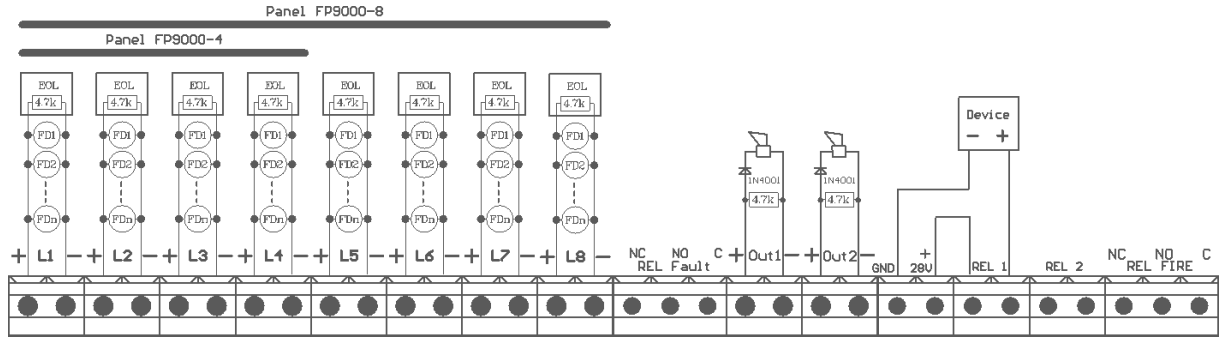 Panel FP9000-8
Panel FP9000-4
EOL EOL EOL EOL EOL EOL EOL EOL
4.7k 4.7k 4.7k 4.7k 4.7k 4.7k 4.7k 4.7k
Device
- +
FD1 FD1 FD1 FD1 FD1 FD1 FD1 FD1
FD2 FD2 FD2 FD2 FD2 FD2 FD2 FD2
1N4001 1N4001
4.7k 4.7k
FDn FDn FDn FDn FDn FDn FDn FDn
+ L1 - + L2 - + L3 - + L4 - + L5 - + L6 - + L7 - + L8 -
NC NO C
REL Fault
+ Out1 - + Out2 -
GND +
28V
REL 1
REL 2
NC NO C
REL FIRE